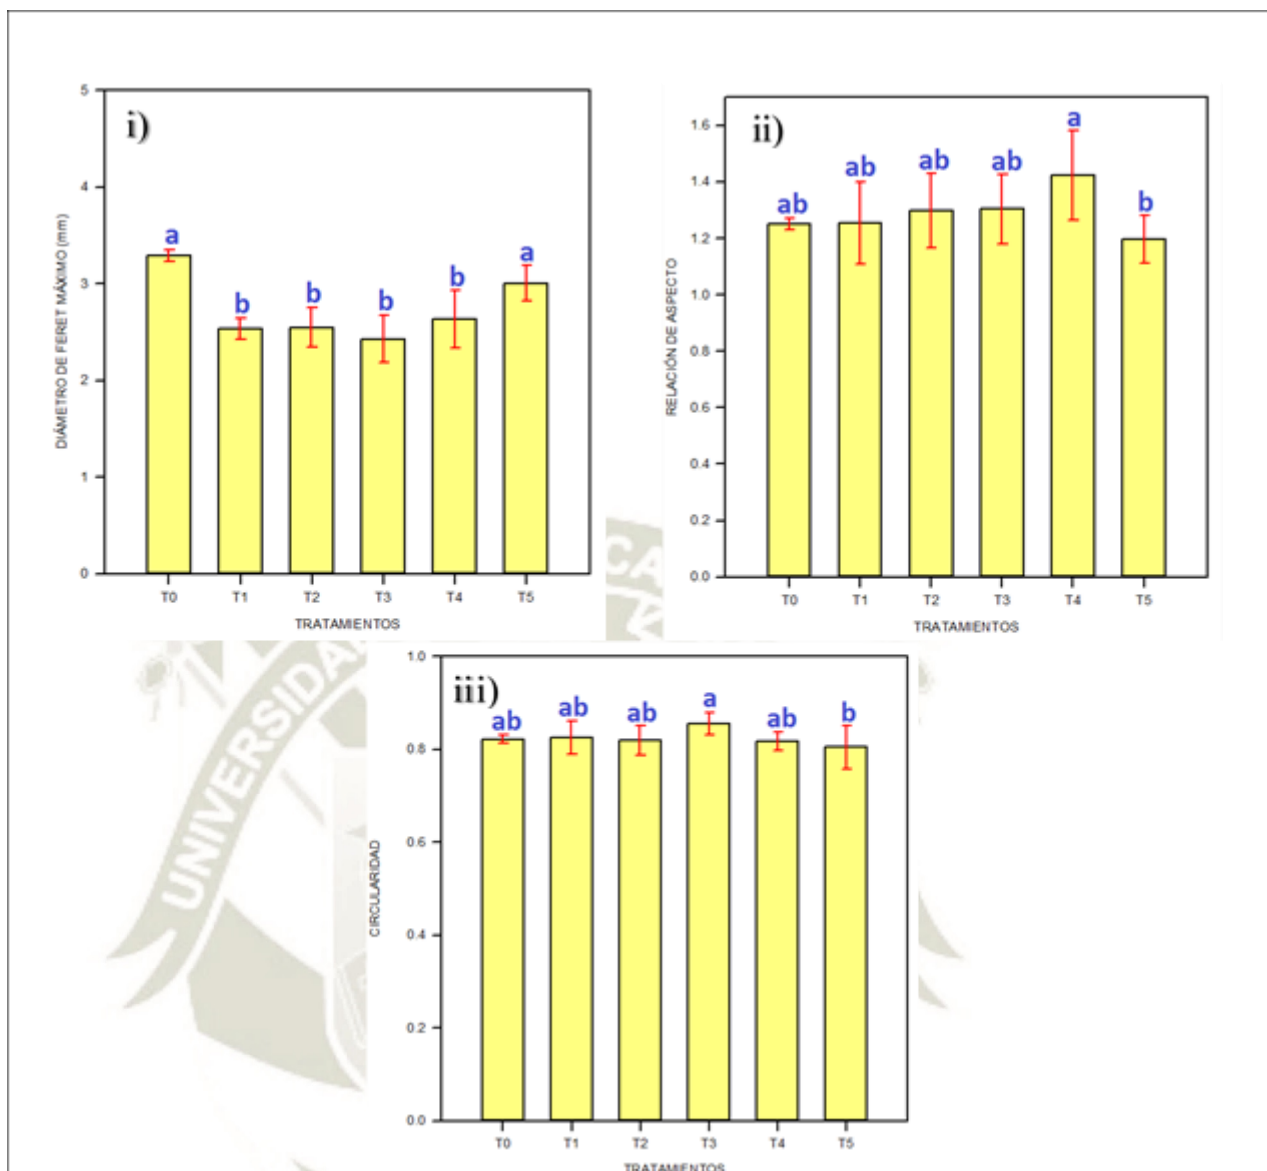 i)
5
4
3
2
1
0
DIÁMETRO DE FERET MÁXIMO (mm)
a
b
b
b
b
a
T0 T1 T2 T3 T4 T5
TRATAMIENTOS
ii)
1.6
1.4
1.2
1.0
0.8
0.6
0.4
0.2
0.0
RELACIÓN DE ASPECTO
ab
ab
ab
ab
a
b
T0 T1 T2 T3 T4 T5
TRATAMIENTOS
iii)
1.0
0.8
0.6
0.4
0.2
0.0
CIRCULARIDAD
ab ab ab a ab b
T0 T1 T2 T3 T4 T5
TRATAMIENTOS
UNIVERSIDA
CA